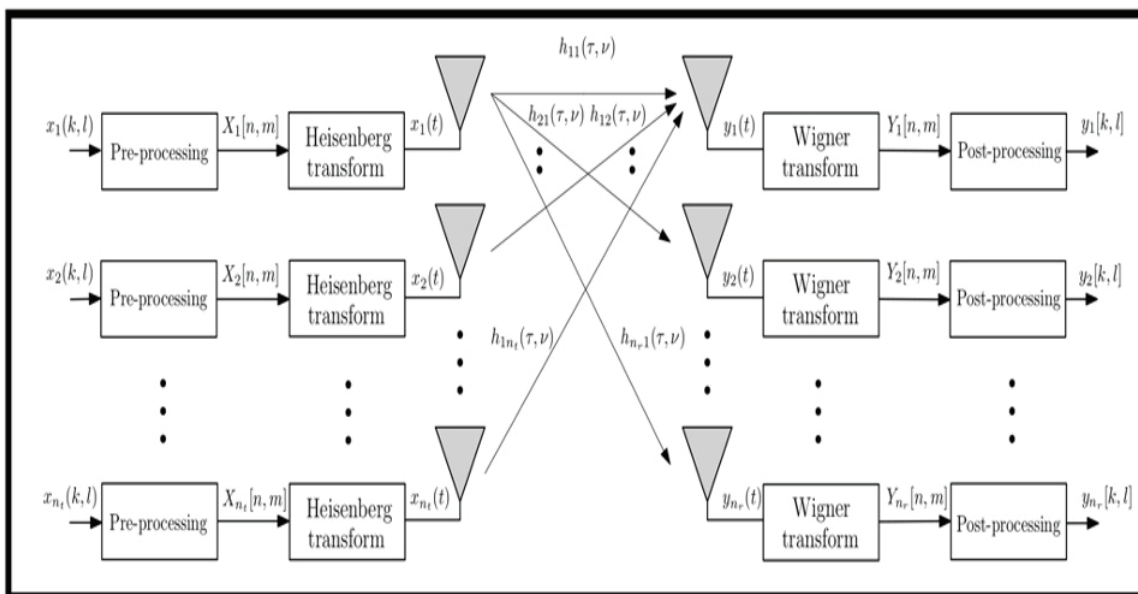 h₁₁(τ,ν)
x₁(k,l) Pre-processing X₁[n,m] Heisenberg transform x₁(t) h₂₁(τ,ν) h₁₂(τ,ν) y₁(t) Wigner transform Y₁[n,m] Post-processing y₁[k,l]
x₂(k,l) Pre-processing X₂[n,m] Heisenberg transform x₂(t) y₂(t) Wigner transform Y₂[n,m] Post-processing y₂[k,l]
h₁ₙₜ(τ,ν) hₙᵣ₁(τ,ν)
xₙₜ(k,l) Pre-processing Xₙₜ[n,m] Heisenberg transform xₙₜ(t) yₙᵣ(t) Wigner transform Yₙᵣ[n,m] Post-processing yₙᵣ[k,l]